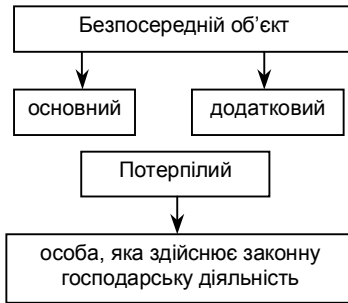 Безпосередній об’єкт
основний
додатковий
Потерпілий
особа, яка здійснює законну
господарську діяльність